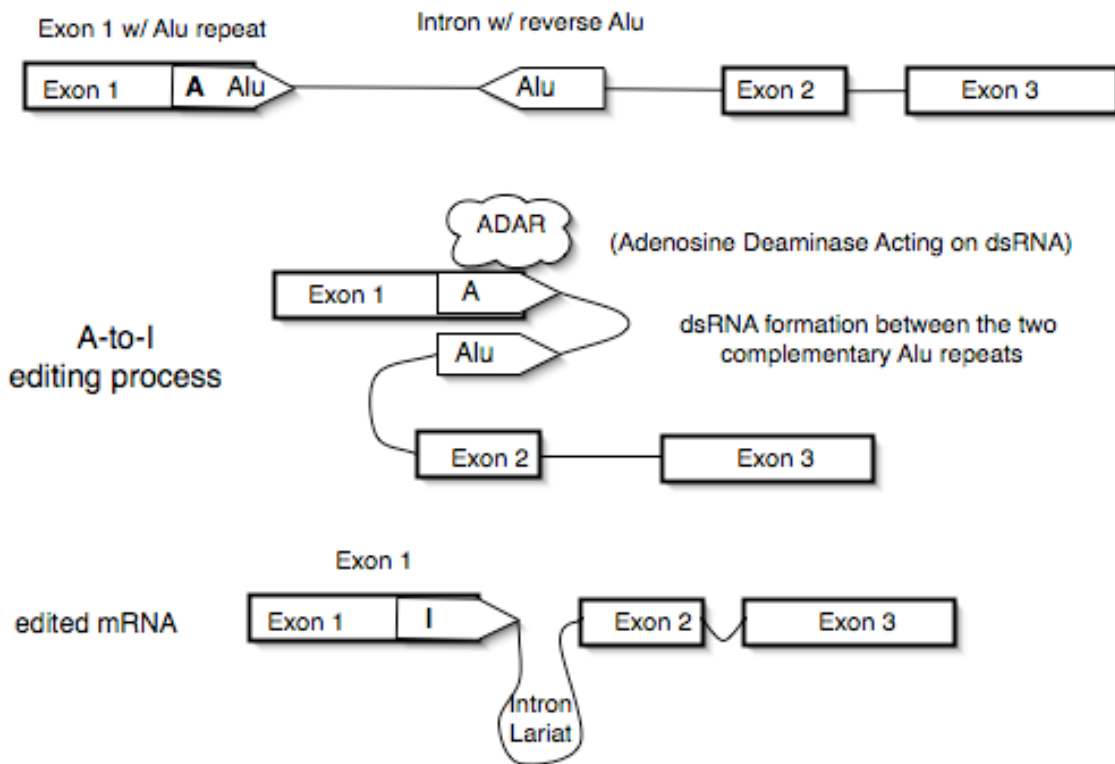 Exon 1 w/ Alu repeat
Intron w/ reverse Alu
Exon 1
A Alu
Alu
Exon 2
Exon 3
ADAR
(Adenosine Deaminase Acting on dsRNA)
Exon 1
A
A-to-I
editing process
dsRNA formation between the two
complementary Alu repeats
Alu
Exon 2
Exon 3
Exon 1
edited mRNA
Exon 1
I
Exon 2
Exon 3
Intron
Lariat